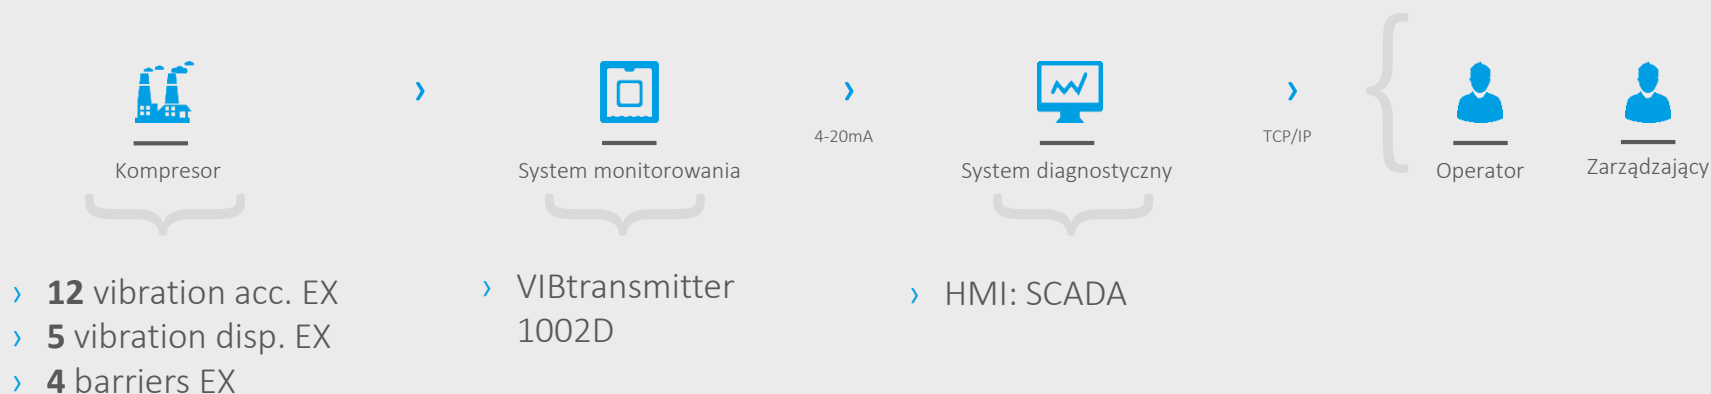 4-20mA
TCP/IP
Kompresor
System monitorowania
System diagnostyczny
Operator
Zarządzający
› 12 vibration acc. EX
› 5 vibration disp. EX
› 4 barriers EX
› VIBtransmitter
1002D
› HMI: SCADA